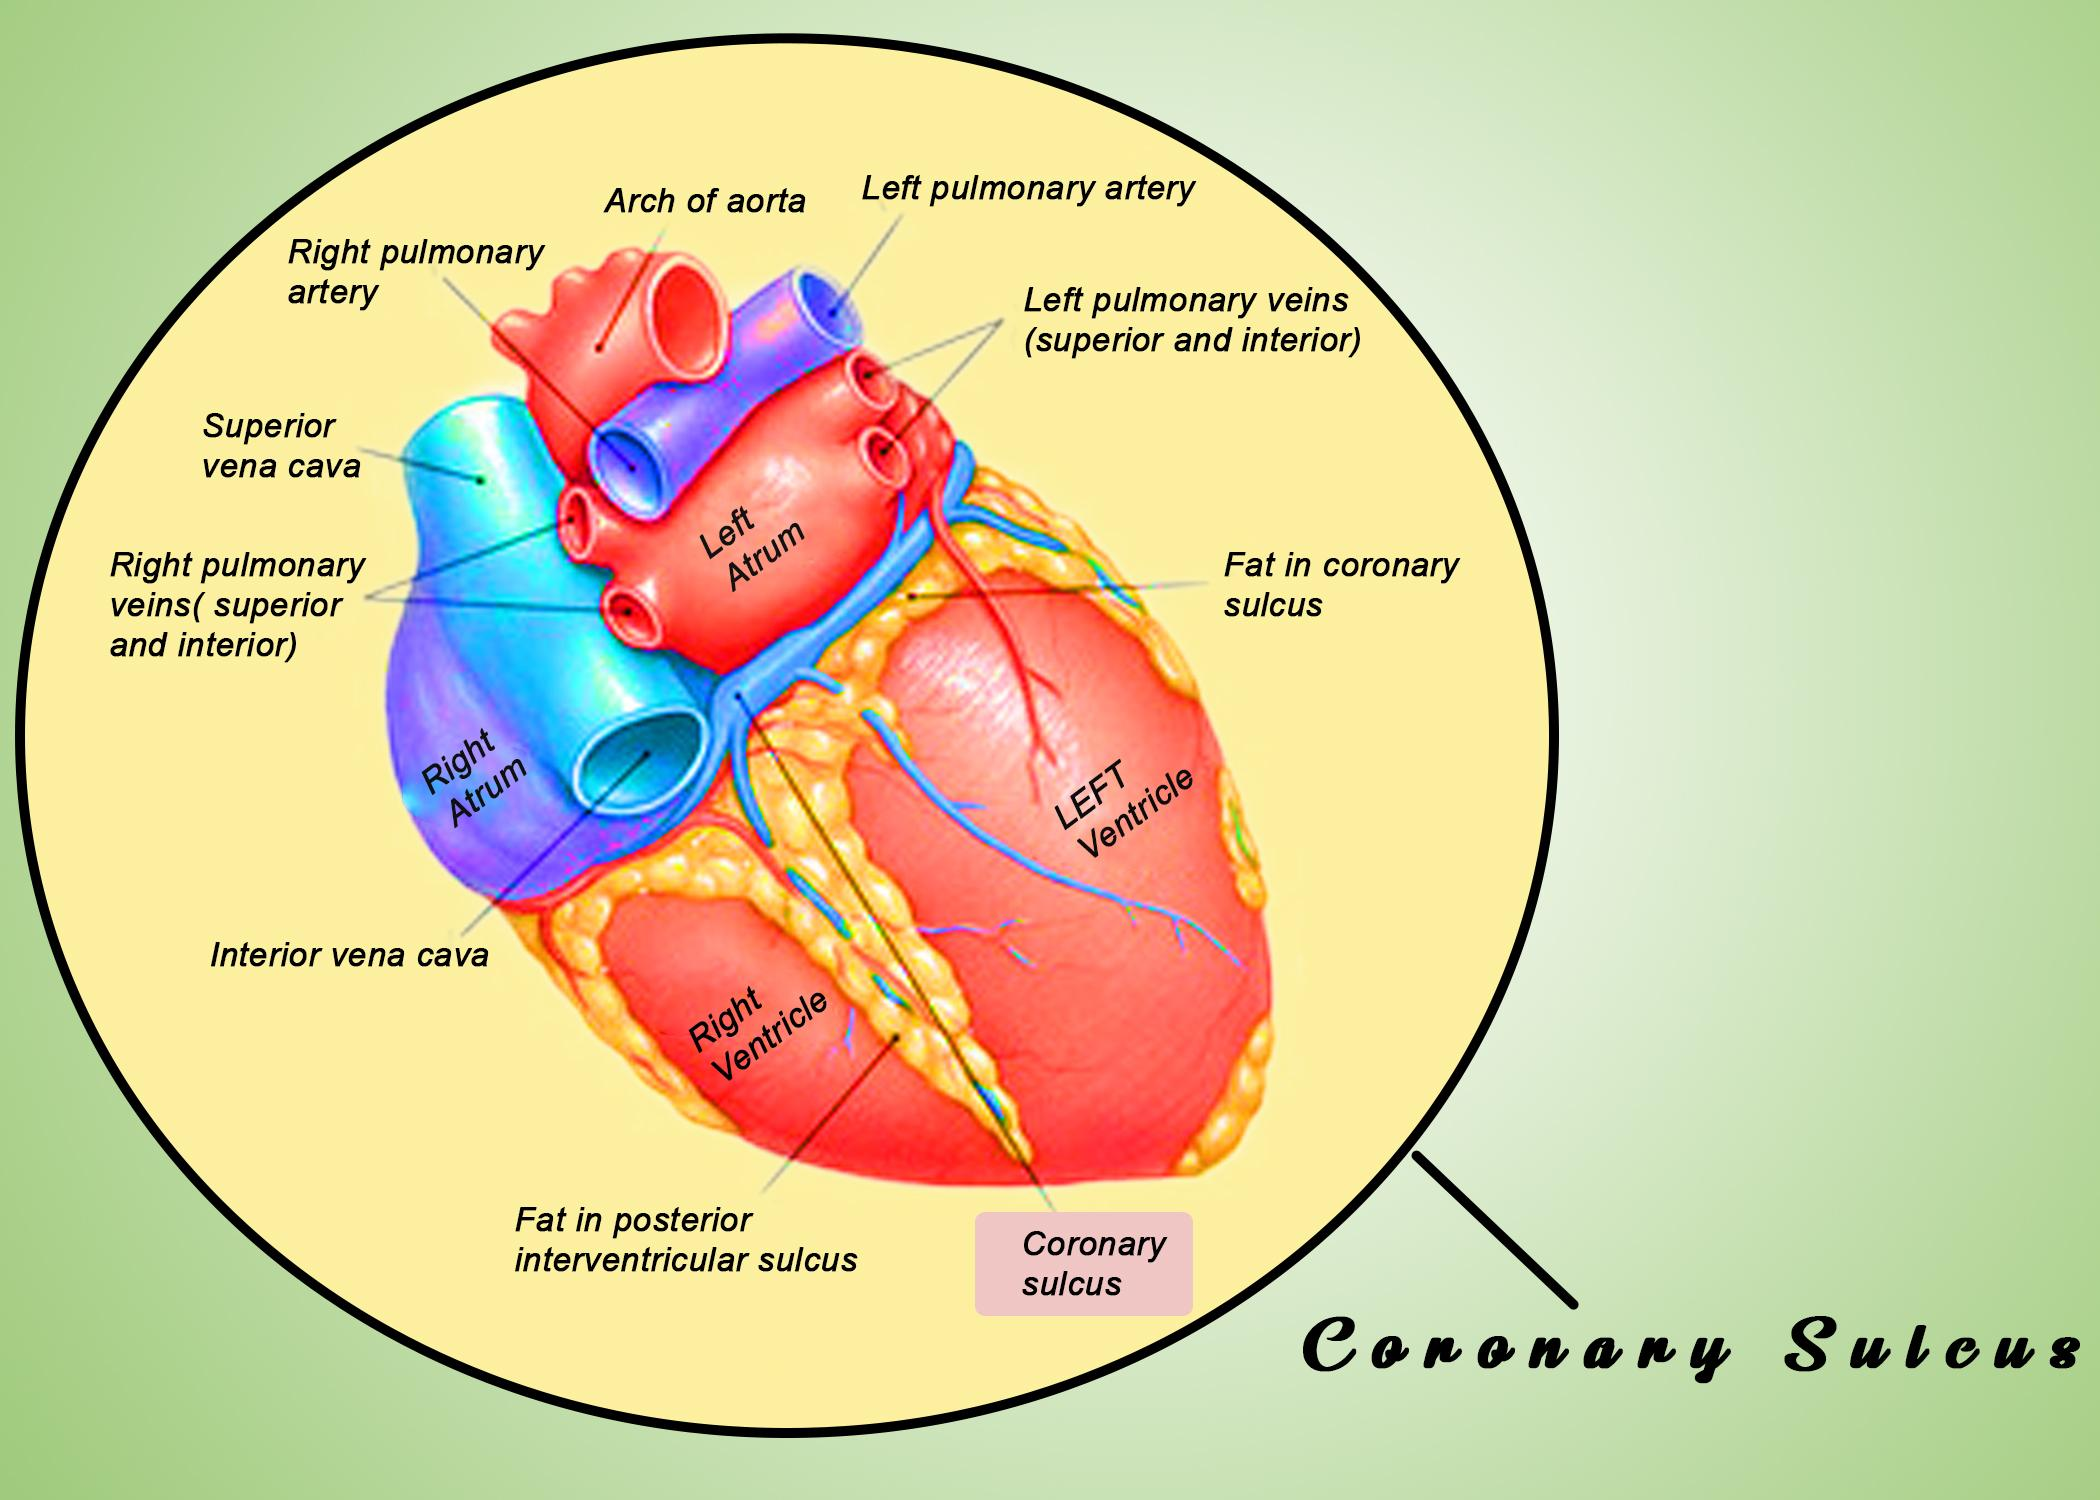 Arch of aorta
Left pulmonary artery
Right pulmonary
artery
Left pulmonary veins
(superior and interior)
Superior
vena cava
Left
Atrum
Right pulmonary
veins( superior
and interior)
Fat in coronary
sulcus
Right
Atrum
LEFT
Ventricle
Interior vena cava
Right
Ventricle
Fat in posterior
interventricular sulcus
Coronary
sulcus
Coronary Sulcus